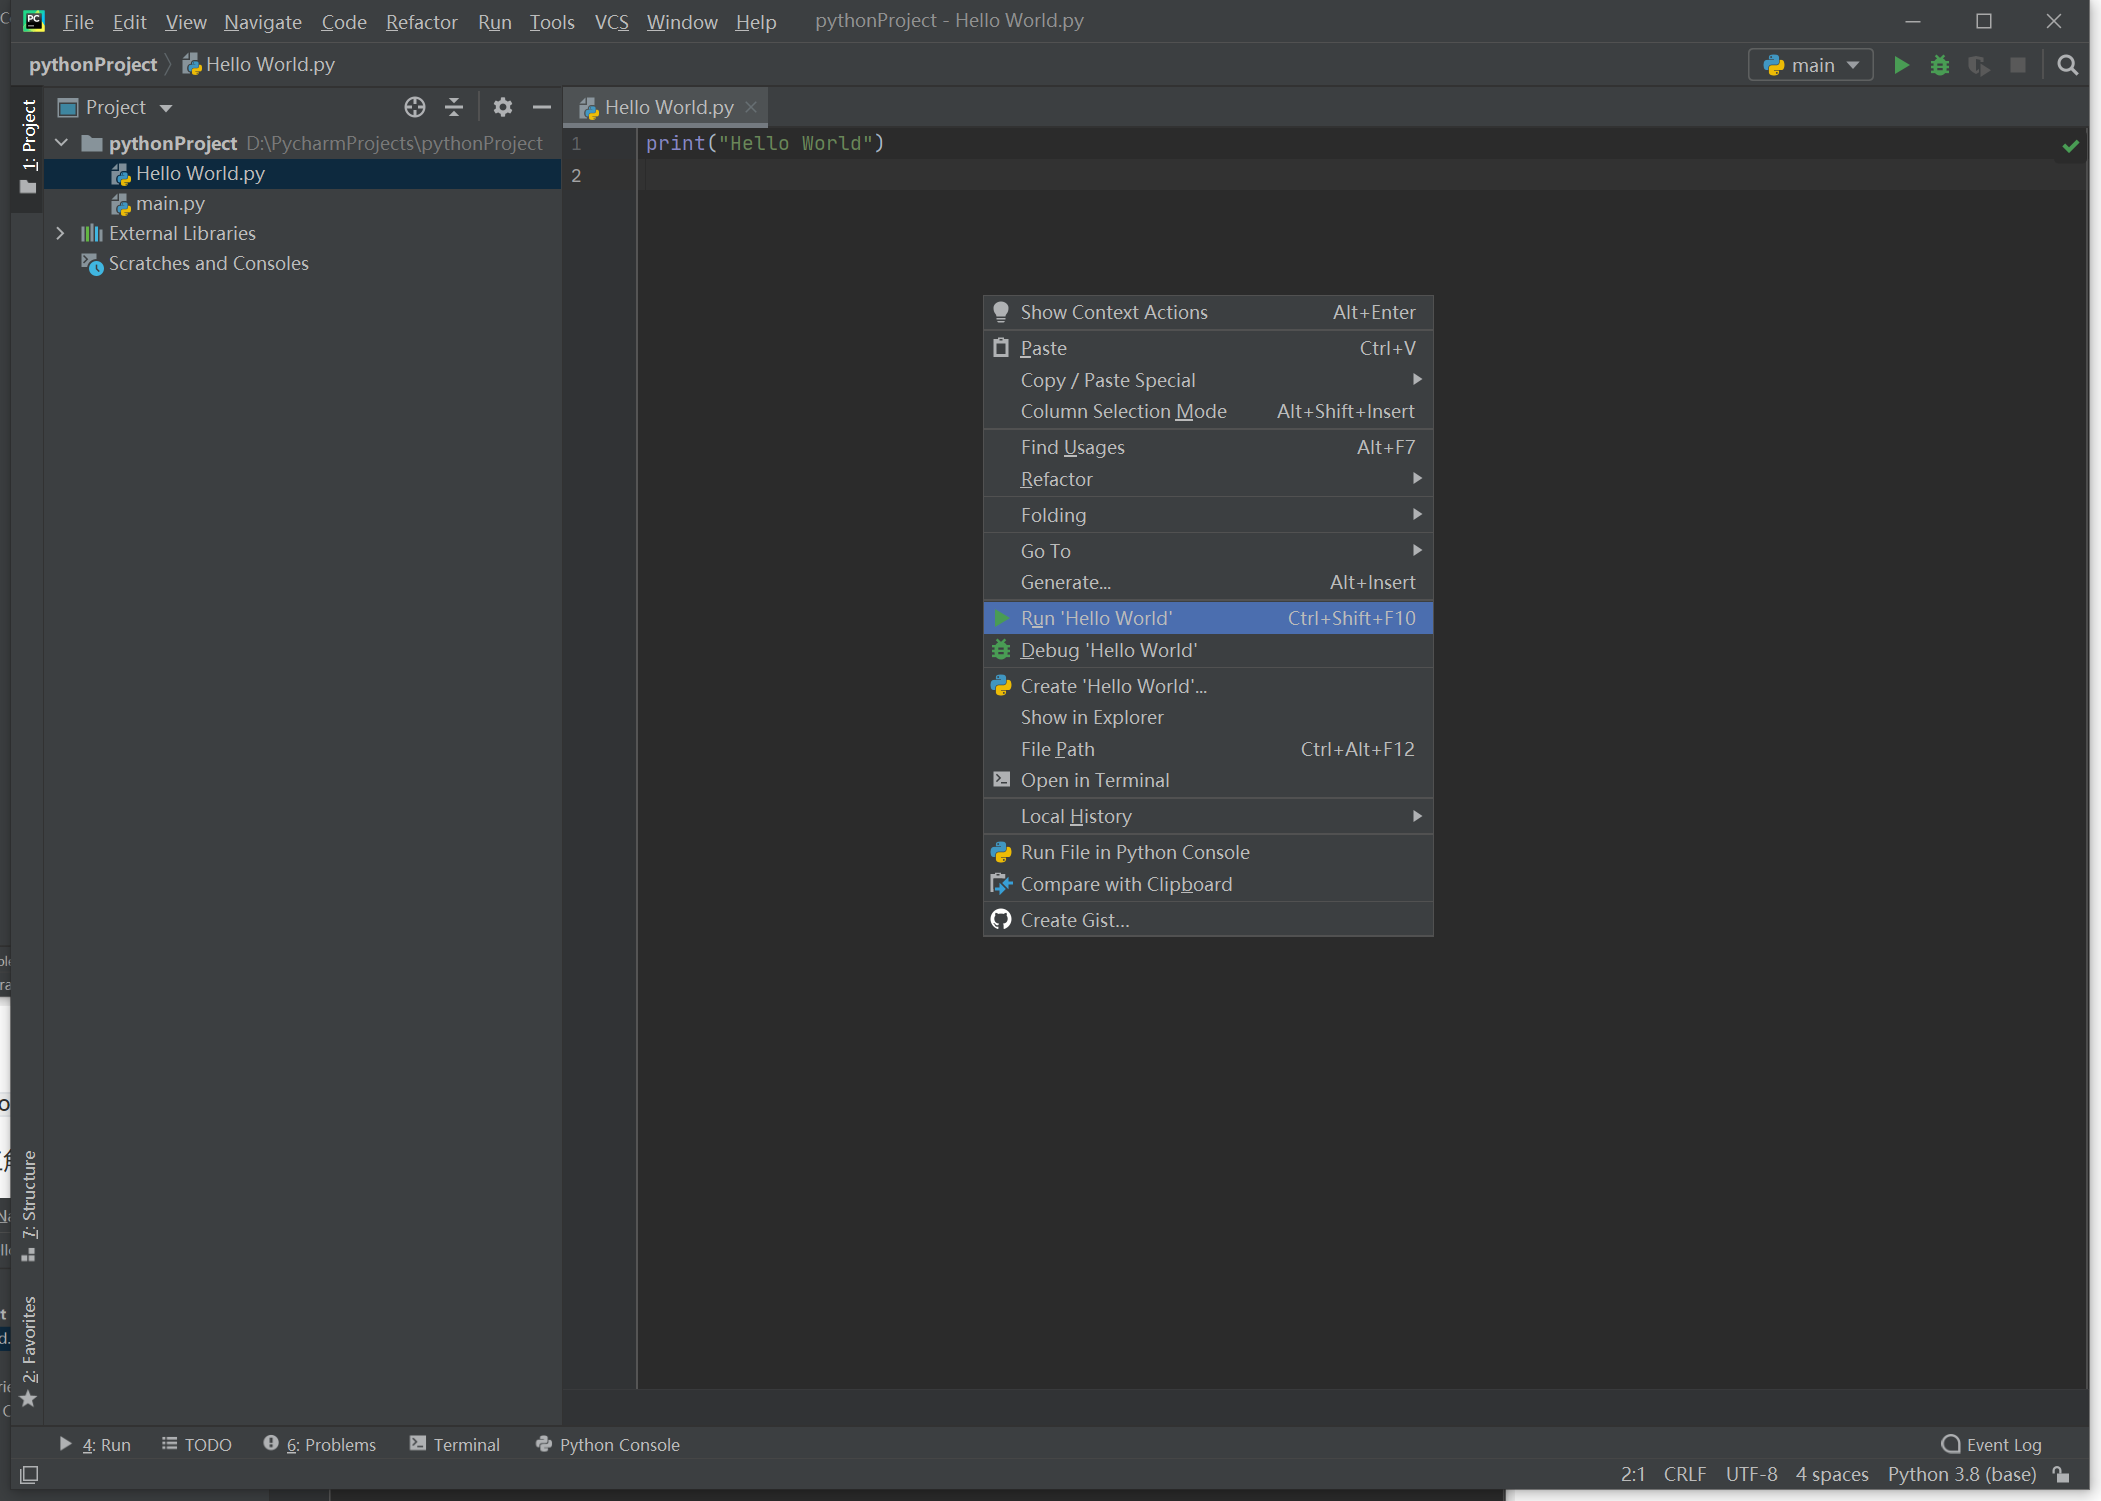 File Edit View Navigate Code Refactor Run Tools VCS Window Help pythonProject - Hello World.py
pythonProject Hello World.py main
1: Project
Project
Hello World.py
pythonProject D:\PycharmProjects\pythonProject
Hello World.py
main.py
External Libraries
Scratches and Consoles
1 print("Hello World")
2
Show Context Actions Alt+Enter
Paste Ctrl+V
Copy / Paste Special
Column Selection Mode Alt+Shift+Insert
Find Usages Alt+F7
Refactor
Folding
Go To
Generate... Alt+Insert
Run 'Hello World' Ctrl+Shift+F10
Debug 'Hello World'
Create 'Hello World'...
Show in Explorer
File Path Ctrl+Alt+F12
Open in Terminal
Local History
Run File in Python Console
Compare with Clipboard
Create Gist...
7: Structure
2: Favorites
4: Run TODO 6: Problems Terminal Python Console Event Log
2:1 CRLF UTF-8 4 spaces Python 3.8 (base)